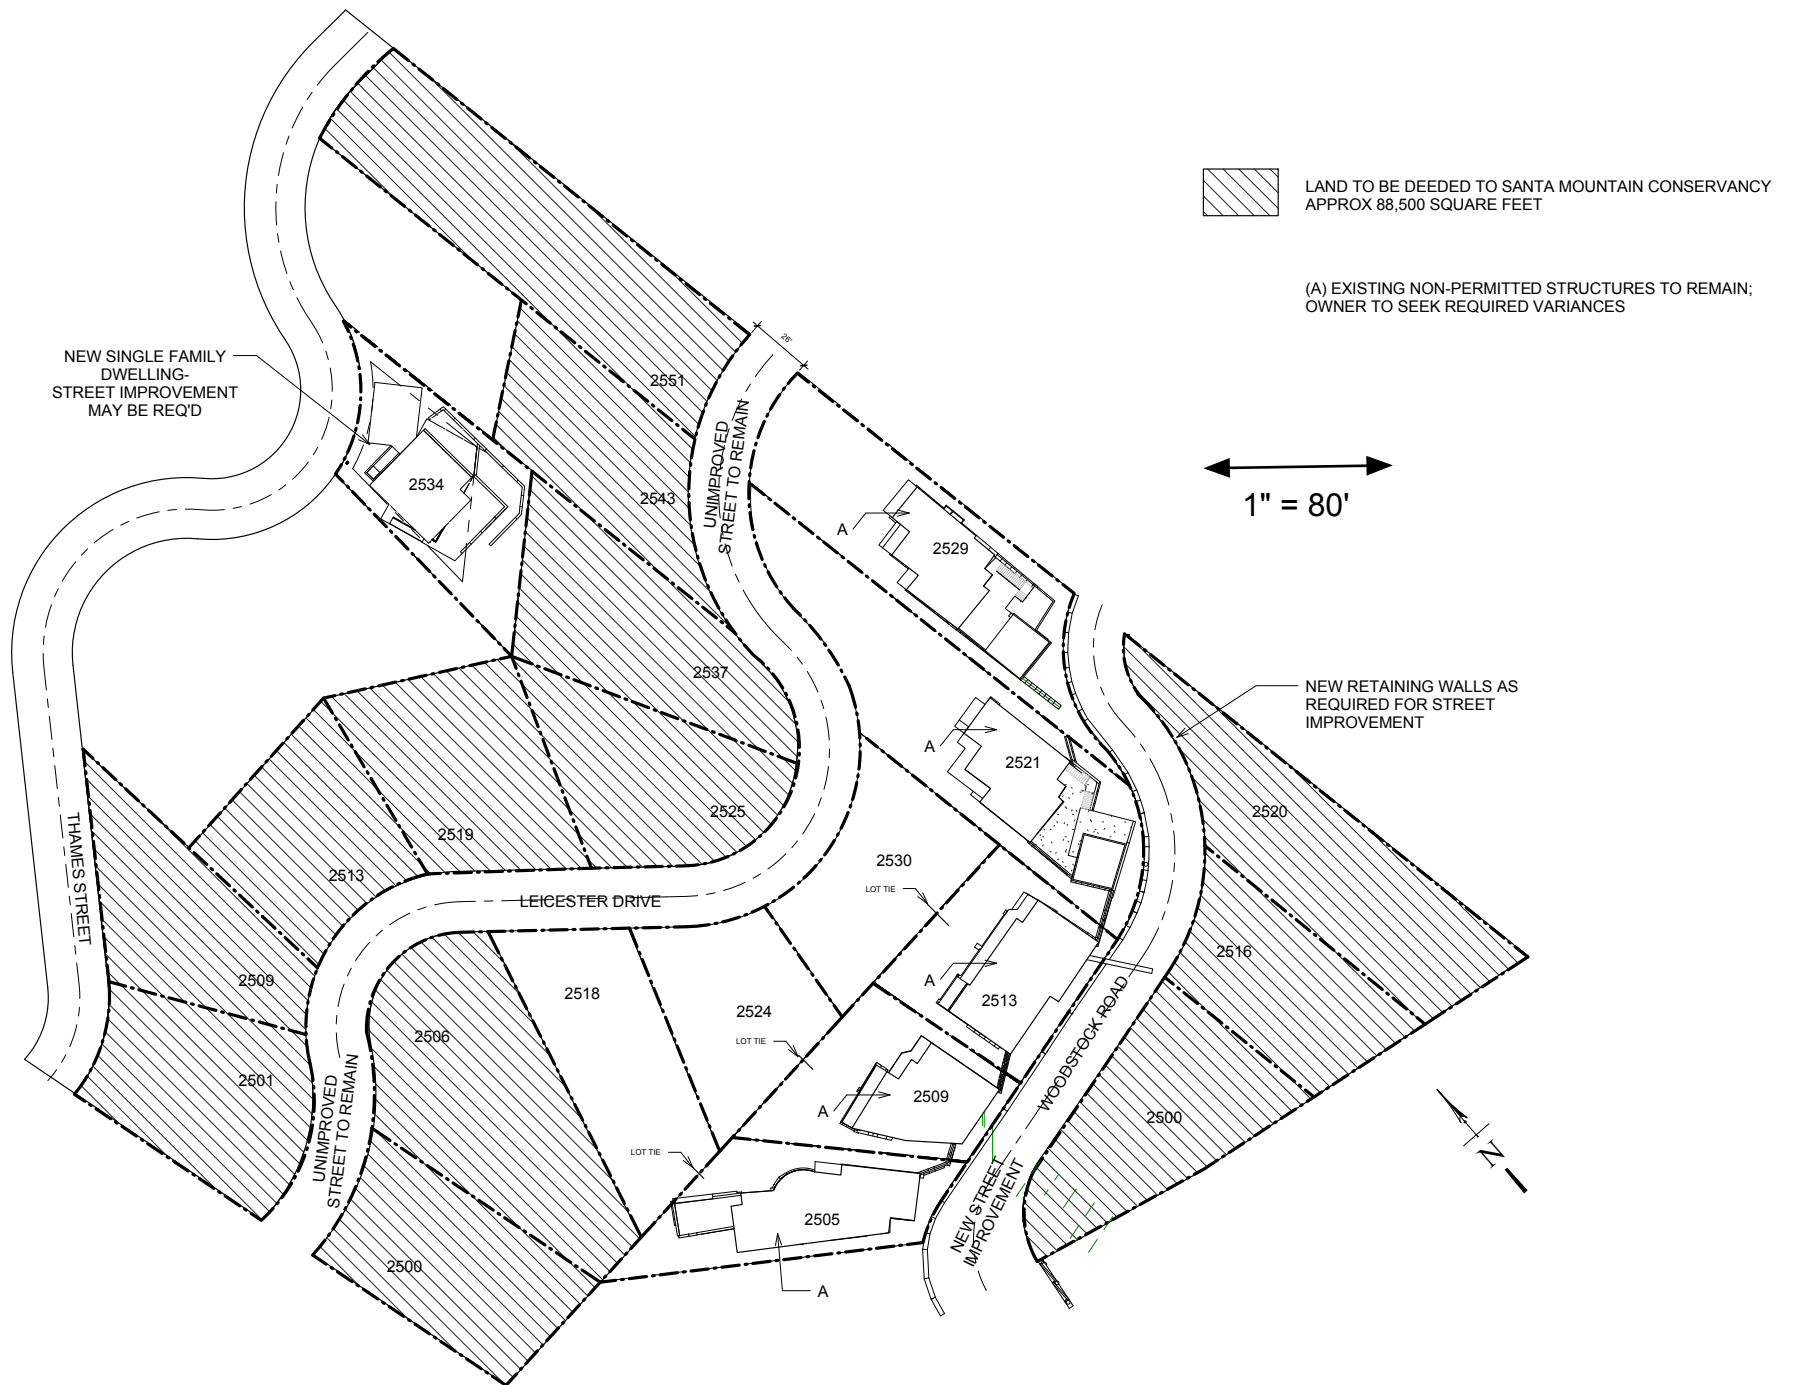 LAND TO BE DEEDED TO SANTA MOUNTAIN CONSERVANCY
APPROX 88,500 SQUARE FEET
(A) EXISTING NON-PERMITTED STRUCTURES TO REMAIN;
OWNER TO SEEK REQUIRED VARIANCES
NEW SINGLE FAMILY
DWELLING-
STREET IMPROVEMENT
MAY BE REQ'D
26'
2551
UNIMPROVED
STREET TO REMAIN
2534
2543
1" = 80'
A
2529
2537
NEW RETAINING WALLS AS
REQUIRED FOR STREET
IMPROVEMENT
A
2521
2525
2520
2519
THAMES STREET
2513
2530
LOT TIE
LEICESTER DRIVE
2509
2518
A
2513
2516
2506
2524
LOT TIE
WOODSTOCK ROAD
2501
UNIMPROVED
STREET TO REMAIN
A
2509
2500
N
LOT TIE
NEW STREET
IMPROVEMENT
2505
2500
A